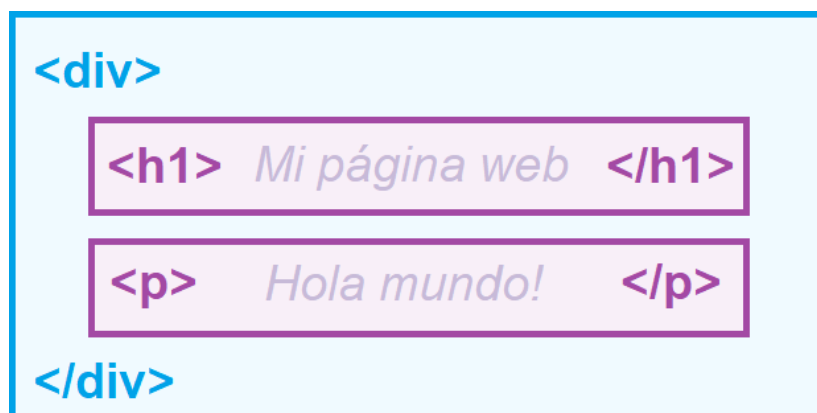 <div>
<h1> Mi página web </h1>
<p> Hola mundo! </p>
</div>